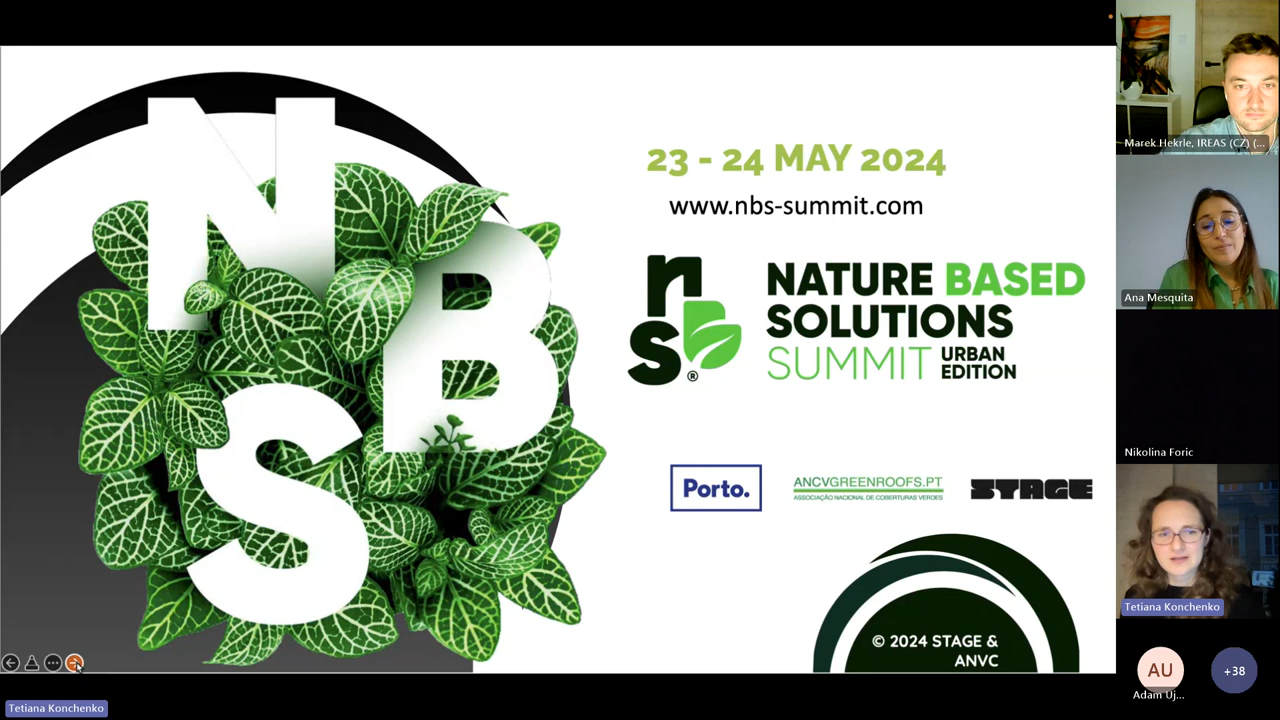 NBS
23 - 24 MAY 2024
www.nbs-summit.com
nbs®
NATURE BASED
SOLUTIONS
SUMMIT URBAN
EDITION
Porto.
ANCVGREENROOFS.PT
ASSOCIAÇÃO NACIONAL DE COBERTURAS VERDES
STAGE
© 2024 STAGE &
ANVC
Tetiana Konchenko
Marek Hekrle, IREAS (CZ) (...
Ana Mesquita
Nikolina Foric
Tetiana Konchenko
AU
Adam Uj...
+38